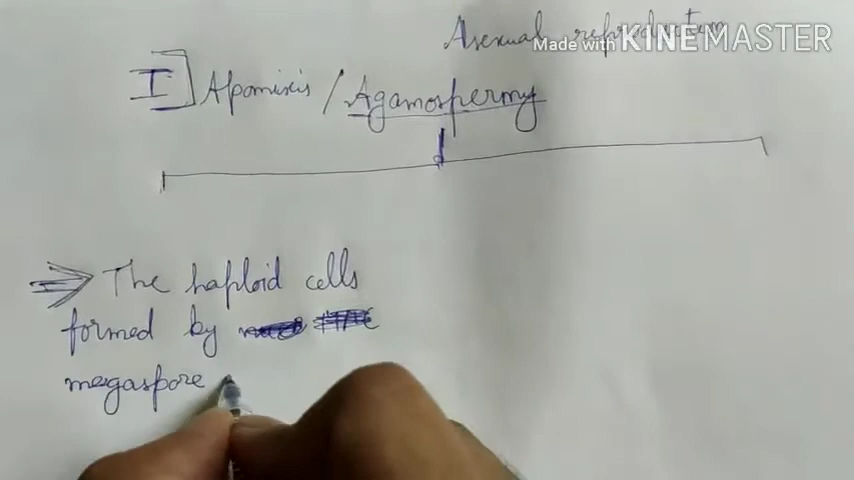 Asexual reproduction
Made with KINEMASTER
I] Apomixis / Agamospermy
The haploid cells
formed by
megaspore